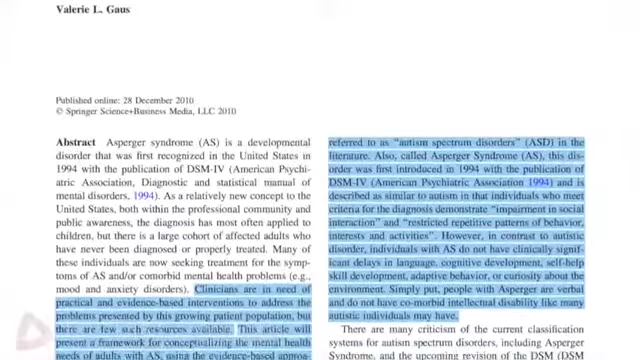 Valerie L. Gaus
Published online: 28 December 2010
© Springer Science+Business Media, LLC 2010
Abstract Asperger syndrome (AS) is a developmental
disorder that was first recognized in the United States in
1994 with the publication of DSM-IV (American Psychi-
atric Association, Diagnostic and statistical manual of
mental disorders, 1994). As a relatively new concept to the
United States, both within the professional community and
public awareness, the diagnosis has most often applied to
children, but there is a large cohort of affected adults who
have never been diagnosed or properly treated. Many of
these individuals are now seeking treatment for the symp-
toms of AS and/or comorbid mental health problems (e.g.,
mood and anxiety disorders). Clinicians are in need of
practical and evidence-based interventions to address the
problems presented by this growing patient population, but
there are few such resources available. This article will
present a framework for conceptualizing the mental health
needs of adults with AS, using the evidence-based approa-
referred to as “autism spectrum disorders” (ASD) in the
literature. Also, called Asperger Syndrome (AS), this dis-
order was first introduced in 1994 with the publication of
DSM-IV (American Psychiatric Association 1994) and is
described as similar to autism in that individuals who meet
criteria for the diagnosis demonstrate “impairment in social
interaction” and “restricted repetitive patterns of behavior,
interests and activities”. However, in contrast to autistic
disorder, individuals with AS do not have clinically signif-
icant delays in language, cognitive development, self-help
skill development, adaptive behavior, or curiosity about the
environment. Simply put, people with Asperger are verbal
and do not have co-morbid intellectual disability like many
autistic individuals may have.
There are many criticism of the current classification
systems for autism spectrum disorders, including Asperger
Syndrome, and the upcoming revision of the DSM (DSM